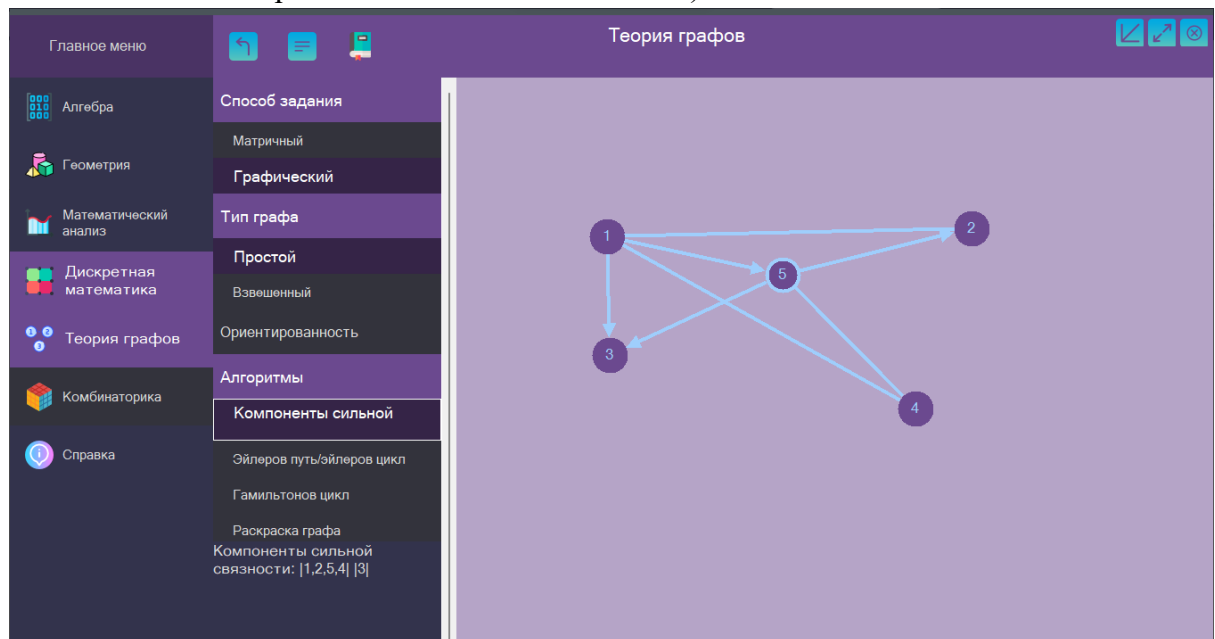 Главное меню
Теория графов
Алгебра
Геометрия
Математический
анализ
Дискретная
математика
Теория графов
Комбинаторика
Справка
Способ задания
Матричный
Графический
Тип графа
Простой
Взвешенный
Ориентированность
Алгоритмы
Компоненты сильной
Эйлеров путь/эйлеров цикл
Гамильтонов цикл
Раскраска графа
Компоненты сильной
связности: |1,2,5,4| |3|
1
2
5
3
4